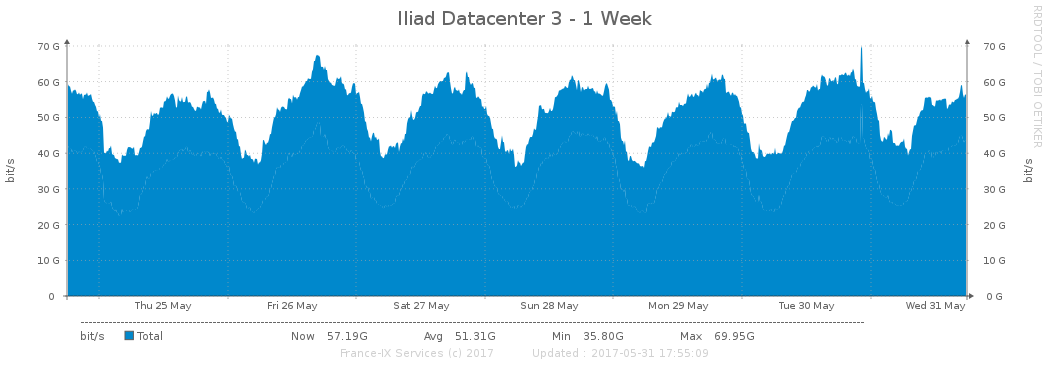 Iliad Datacenter 3 - 1 Week
RRDTOOL / TOBI OETIKER
70 G 70 G
60 G 60 G
50 G 50 G
40 G 40 G
30 G 30 G
20 G 20 G
10 G 10 G
0 0 G
bit/s bit/s
Thu 25 May Fri 26 May Sat 27 May Sun 28 May Mon 29 May Tue 30 May Wed 31 May
bit/s Total Now 57.19G Avg 51.31G Min 35.80G Max 69.95G
France-IX Services (c) 2017 Updated : 2017-05-31 17:55:09